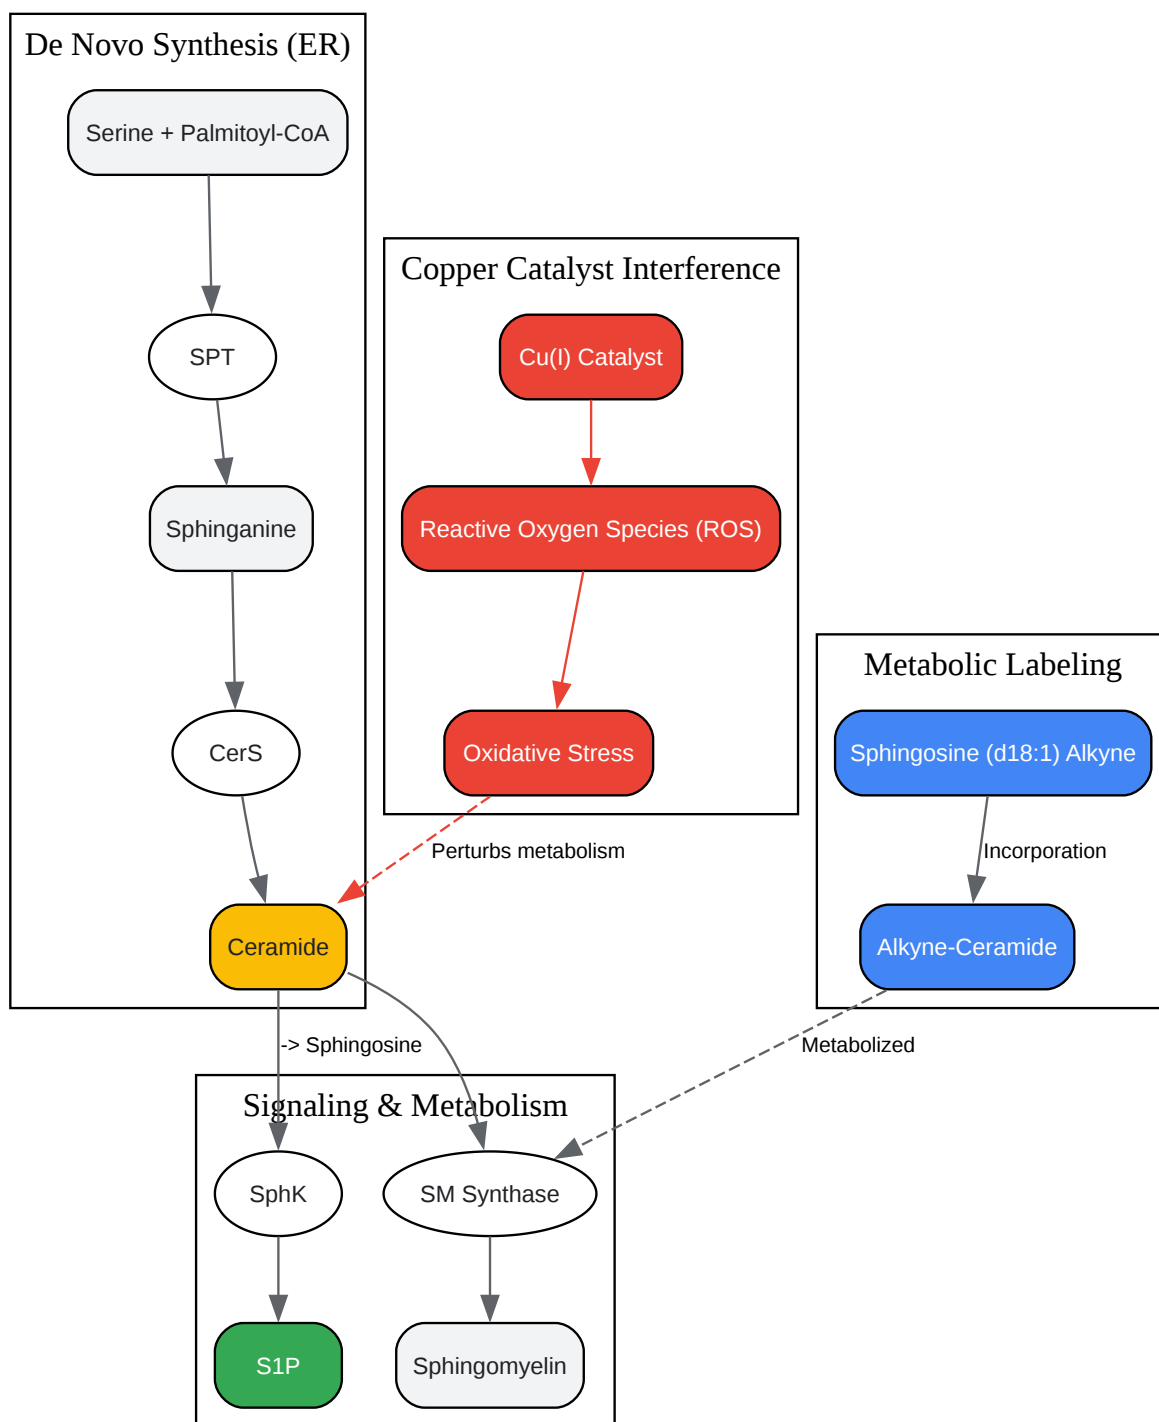 De Novo Synthesis (ER)
Serine + Palmitoyl-CoA
SPT
Sphinganine
CerS
Ceramide
Copper Catalyst Interference
Cu(I) Catalyst
Reactive Oxygen Species (ROS)
Oxidative Stress
Perturbs metabolism
Metabolic Labeling
Sphingosine (d18:1) Alkyne
Incorporation
Alkyne-Ceramide
-> Sphingosine
Metabolized
Signaling & Metabolism
SphK
SM Synthase
S1P
Sphingomyelin